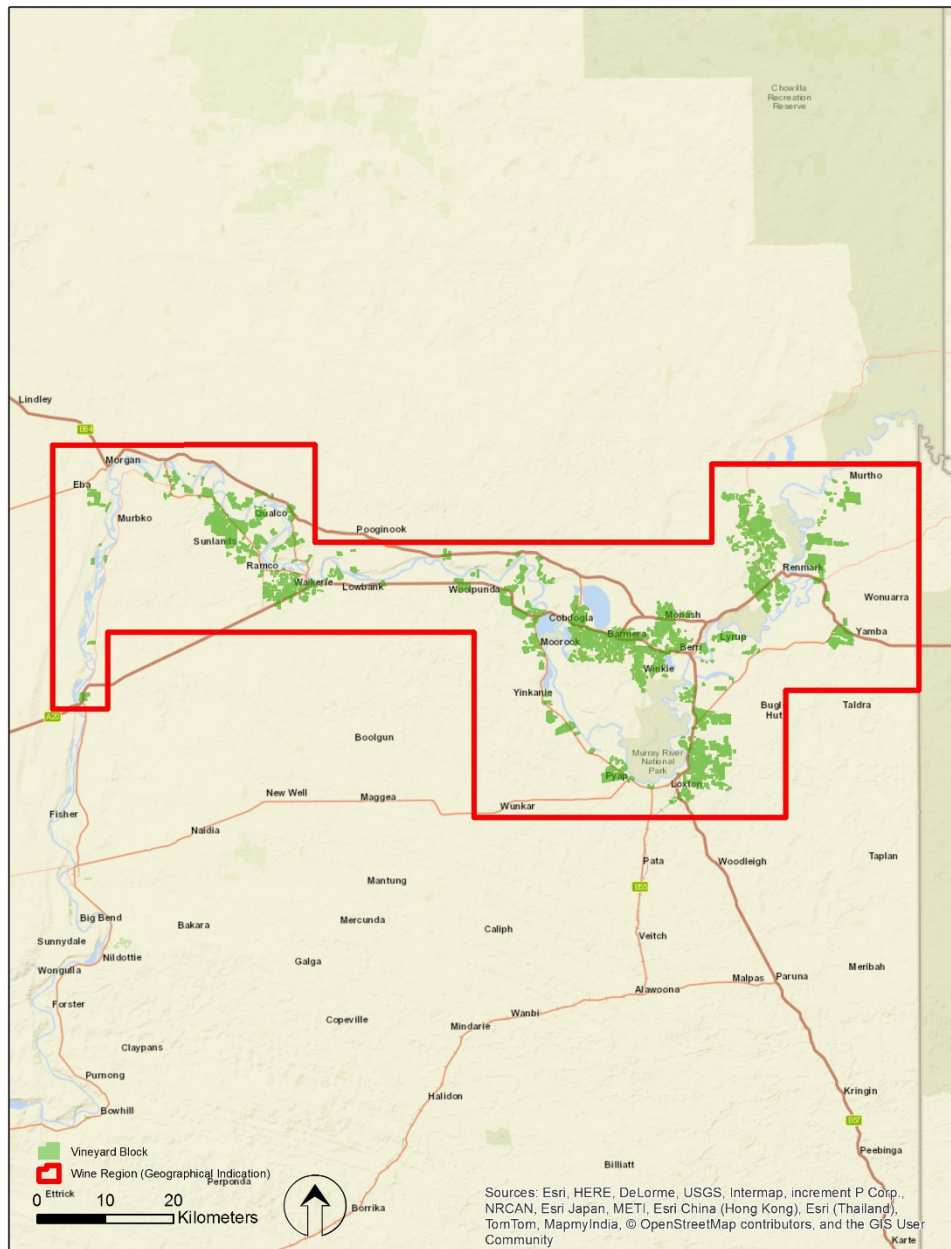 Chowilla
Recreation
Reserve
Lindley
B64
Morgan
Eba
Murtho
Murbko
Qualco
Pooginook
Sunlands
Ramco
Renmark
Waikerie
Lowbank
Woolpunda
Wonuarra
Cobdogla
Monash
Moorook
Barmera
Lyrup
Yamba
Berri
Winkie
Yinkanie
Bugle
Hut
Taldra
A20
Boolgun
Murray River
National
Park
Pyap
Loxton
New Well
Maggea
Wunkar
Fisher
Naidia
Pata
Woodleigh
Taplan
Mantung
B55
Big Bend
Bakara
Mercunda
Caliph
Veitch
Sunnydale
Nildottie
Galga
Wongulla
Meribah
Malpas
Paruna
Alawoona
Forster
Wanbi
Copeville
Mindarie
Claypans
Purnong
Halidon
Kringin
Bowhill
B57
Peebinga
Vineyard Block
Billiatt
Wine Region (Geographical Indication)
Perponda
Ettrick
0 10 20
Kilometers
Borrika
Karte
Sources: Esri, HERE, DeLorme, USGS, Intermap, increment P Corp.,
NRCAN, Esri Japan, METI, Esri China (Hong Kong), Esri (Thailand),
TomTom, MapmyIndia, © OpenStreetMap contributors, and the GIS User
Community